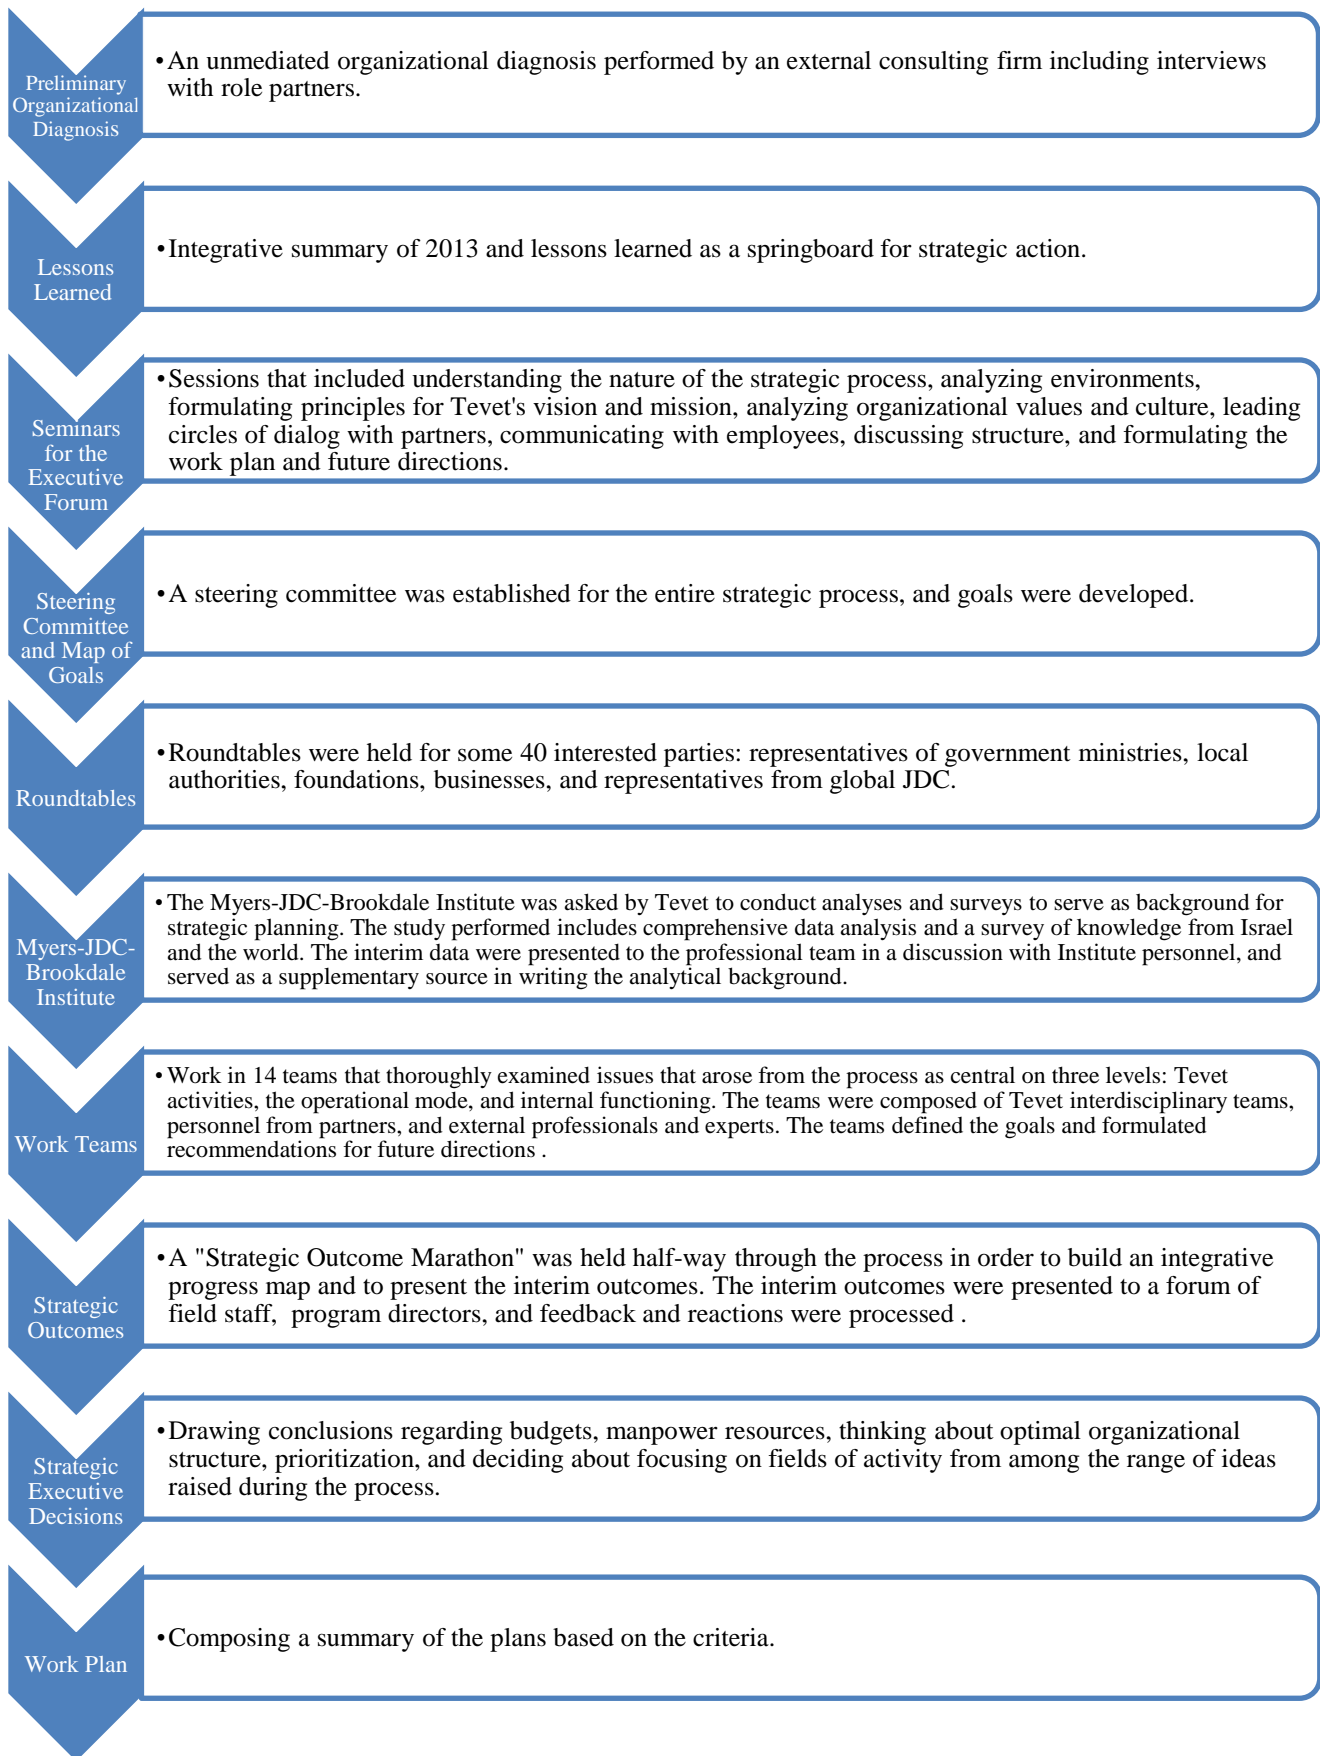 Preliminary
Organizational
Diagnosis
•An unmediated organizational diagnosis performed by an external consulting firm including interviews
with role partners.
Lessons
Learned
•Integrative summary of 2013 and lessons learned as a springboard for strategic action.
Seminars
for the
Executive
Forum
•Sessions that included understanding the nature of the strategic process, analyzing environments,
formulating principles for Tevet's vision and mission, analyzing organizational values and culture, leading
circles of dialog with partners, communicating with employees, discussing structure, and formulating the
work plan and future directions.
Steering
Committee
and Map of
Goals
•A steering committee was established for the entire strategic process, and goals were developed.
Roundtables
•Roundtables were held for some 40 interested parties: representatives of government ministries, local
authorities, foundations, businesses, and representatives from global JDC.
Myers-JDC-
Brookdale
Institute
•The Myers-JDC-Brookdale Institute was asked by Tevet to conduct analyses and surveys to serve as background for
strategic planning. The study performed includes comprehensive data analysis and a survey of knowledge from Israel
and the world. The interim data were presented to the professional team in a discussion with Institute personnel, and
served as a supplementary source in writing the analytical background.
Work Teams
•Work in 14 teams that thoroughly examined issues that arose from the process as central on three levels: Tevet
activities, the operational mode, and internal functioning. The teams were composed of Tevet interdisciplinary teams,
personnel from partners, and external professionals and experts. The teams defined the goals and formulated
recommendations for future directions .
Strategic
Outcomes
•A "Strategic Outcome Marathon" was held half-way through the process in order to build an integrative
progress map and to present the interim outcomes. The interim outcomes were presented to a forum of
field staff,  program directors, and feedback and reactions were processed .
Strategic
Executive
Decisions
•Drawing conclusions regarding budgets, manpower resources, thinking about optimal organizational
structure, prioritization, and deciding about focusing on fields of activity from among the range of ideas
raised during the process.
Work Plan
•Composing a summary of the plans based on the criteria.